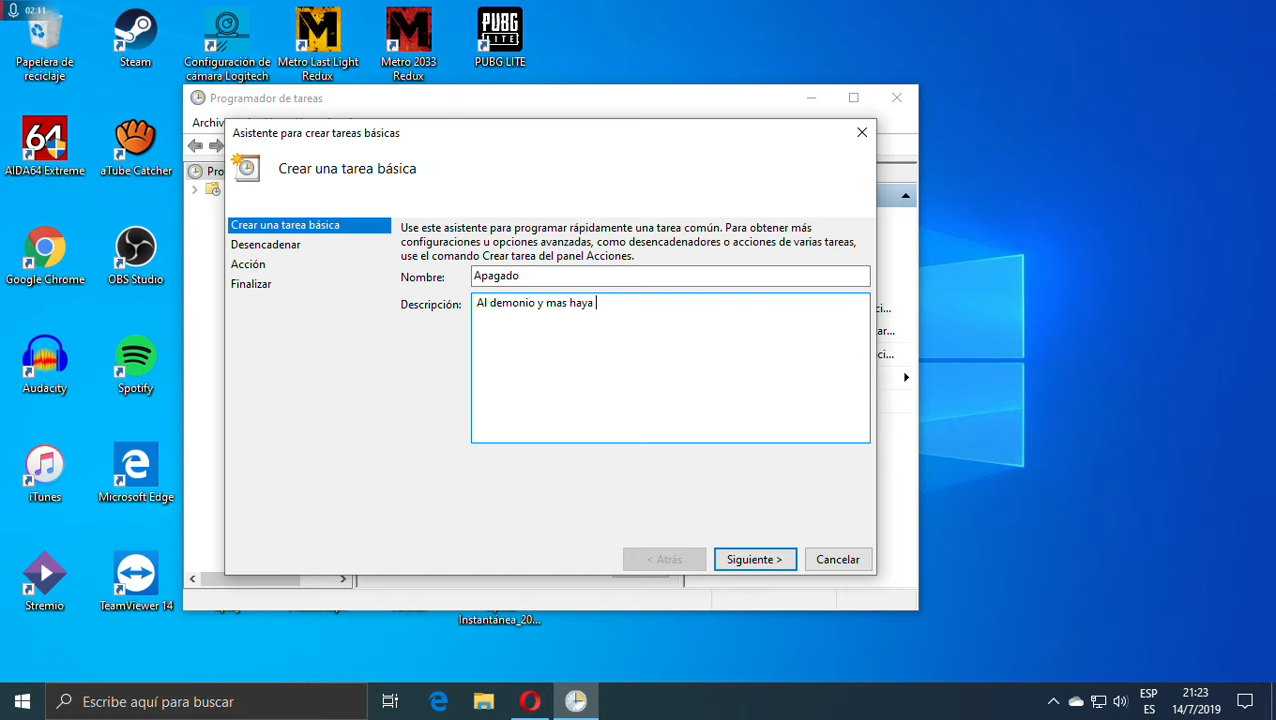 02:11
Papelera de
reciclaje
Steam
Configuración de
cámara Logitech
Metro Last Light
Redux
Metro 2033
Redux
PUBG
LITE
PUBG LITE
64
AIDA64 Extreme
aTube Catcher
Google Chrome
OBS Studio
Audacity
Spotify
iTunes
Microsoft Edge
Stremio
TeamViewer 14
Programador de tareas
Archiv
Pro
Asistente para crear tareas básicas
Crear una tarea básica
Crear una tarea básica
Desencadenar
Acción
Finalizar
Use este asistente para programar rápidamente una tarea común. Para obtener más
configuraciones u opciones avanzadas, como desencadenadores o acciones de varias tareas,
use el comando Crear tarea del panel Acciones.
Nombre: Apagado
Descripción: Al demonio y mas haya
ci...
ar...
ci...
< Atrás
Siguiente >
Cancelar
Instantánea_20...
Escribe aquí para buscar
ESP
ES
21:23
14/7/2019